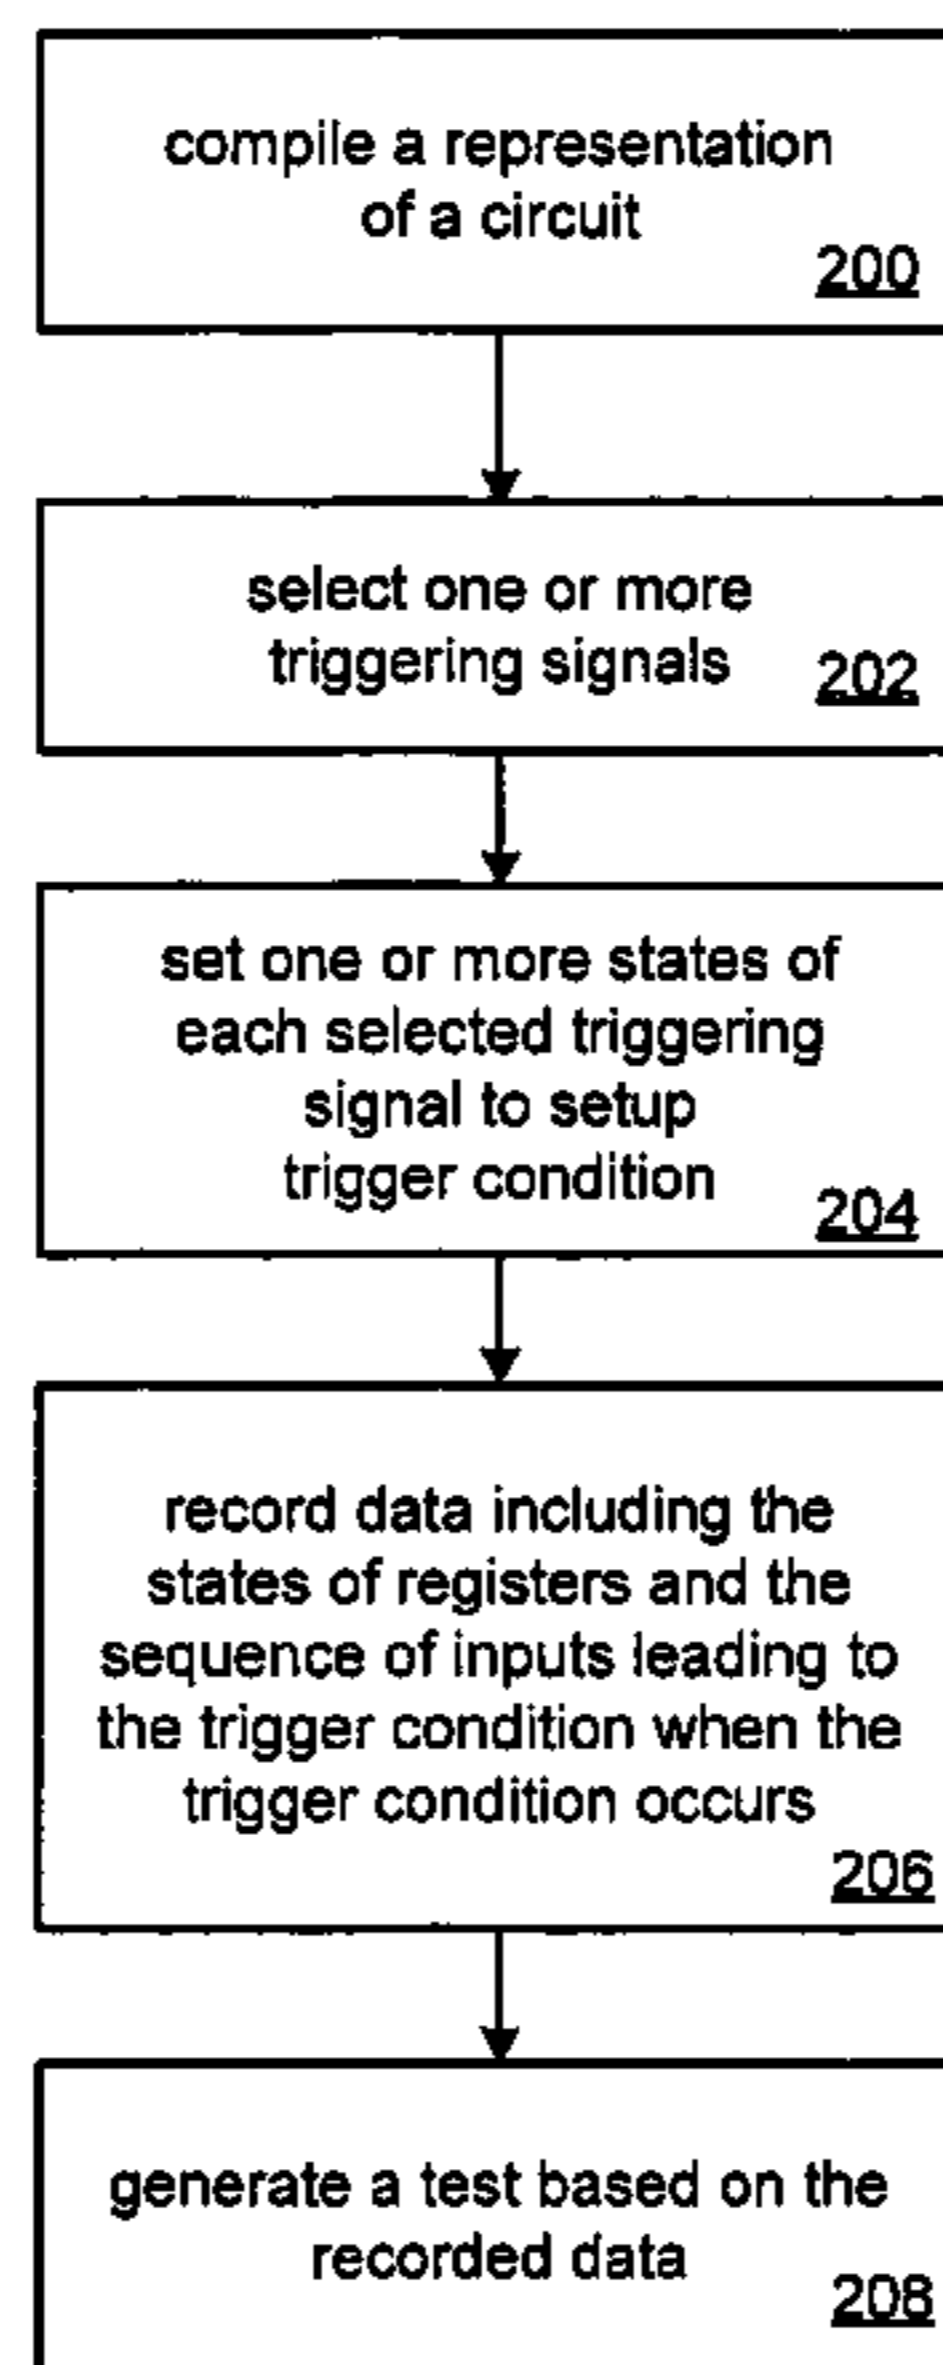 compile a representation
of a circuit
200
select one or more
triggering signals
202
set one or more states of
each selected triggering
signal to setup
trigger condition
204
record data including the
states of registers and the
sequence of inputs leading to
the trigger condition when the
trigger condition occurs
206
generate a test based on the
recorded data
208